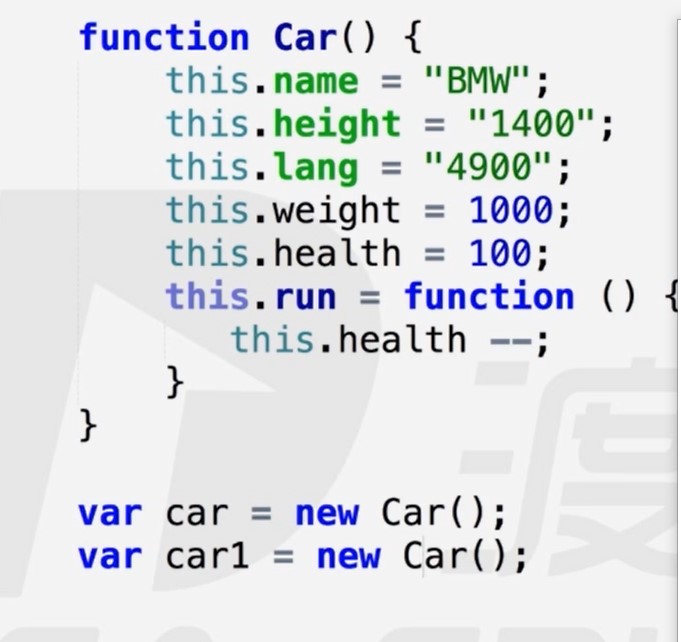 function Car() {
    this.name = "BMW";
    this.height = "1400";
    this.lang = "4900";
    this.weight = 1000;
    this.health = 100;
    this.run = function () {
       this.health --;
    }
}
var car = new Car();
var car1 = new Car();
渡